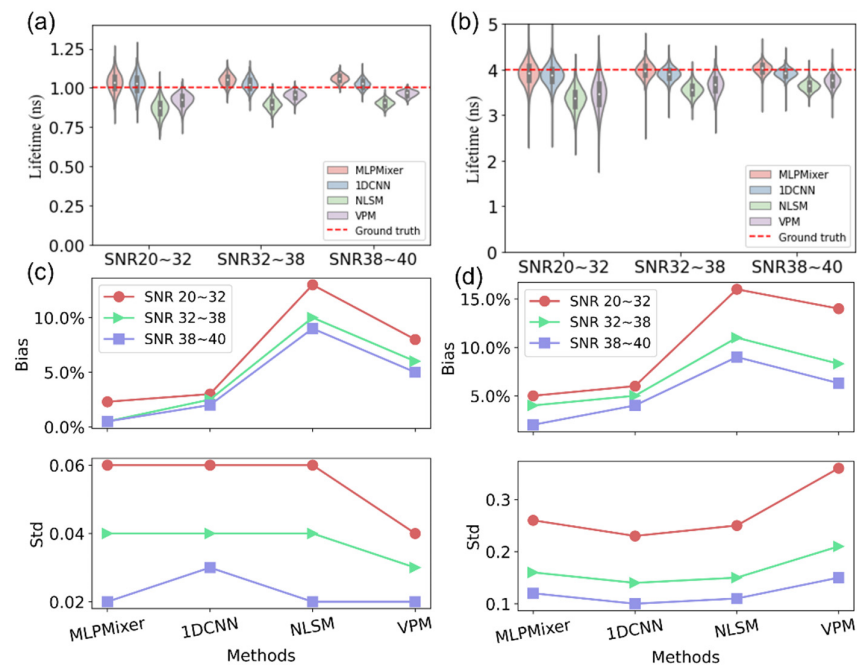 (a)
Lifetime (ns)
1.25
1.00
0.75
0.50
0.25
0.00
MLPMixer
1DCNN
NLSM
VPM
Ground truth
SNR20~32
SNR32~38
SNR38~40
(b)
Lifetime (ns)
5
4
3
2
1
0
MLPMixer
1DCNN
NLSM
VPM
Ground truth
SNR20~32
SNR32~38
SNR38~40
(c)
Bias
10.0%
5.0%
0.0%
SNR 20~32
SNR 32~38
SNR 38~40
Std
0.06
0.04
0.02
MLPMixer
1DCNN
NLSM
VPM
Methods
(d)
Bias
15.0%
10.0%
5.0%
SNR 20~32
SNR 32~38
SNR 38~40
Std
0.3
0.2
0.1
MLPMixer
1DCNN
NLSM
VPM
Methods